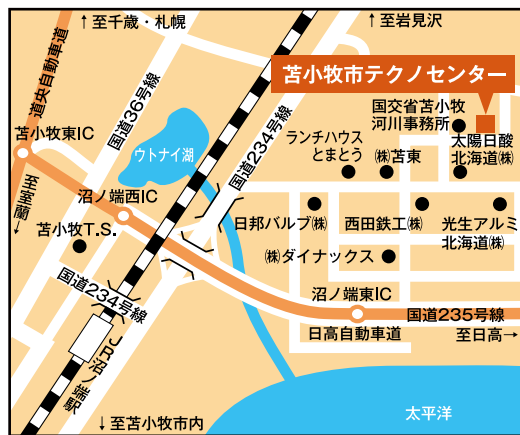 ↑至千歳・札幌
↑至岩見沢
道央自動車道
国道36号線
苫小牧市テクノセンター
国交省苫小牧
河川事務所
太陽日酸
北海道㈱
苫小牧東IC
国道234号線
ランチハウス
とまとう
㈱苫東
ウトナイ湖
至室蘭→
沼ノ端西IC
苫小牧T.S.
日邦バルブ㈱
西田鉄工㈱
光生アルミ
北海道㈱
㈱ダイナックス
国道234号線
沼ノ端東IC
国道235号線
日高自動車道
至日高→
JR沼ノ端駅
↓至苫小牧市内
太平洋